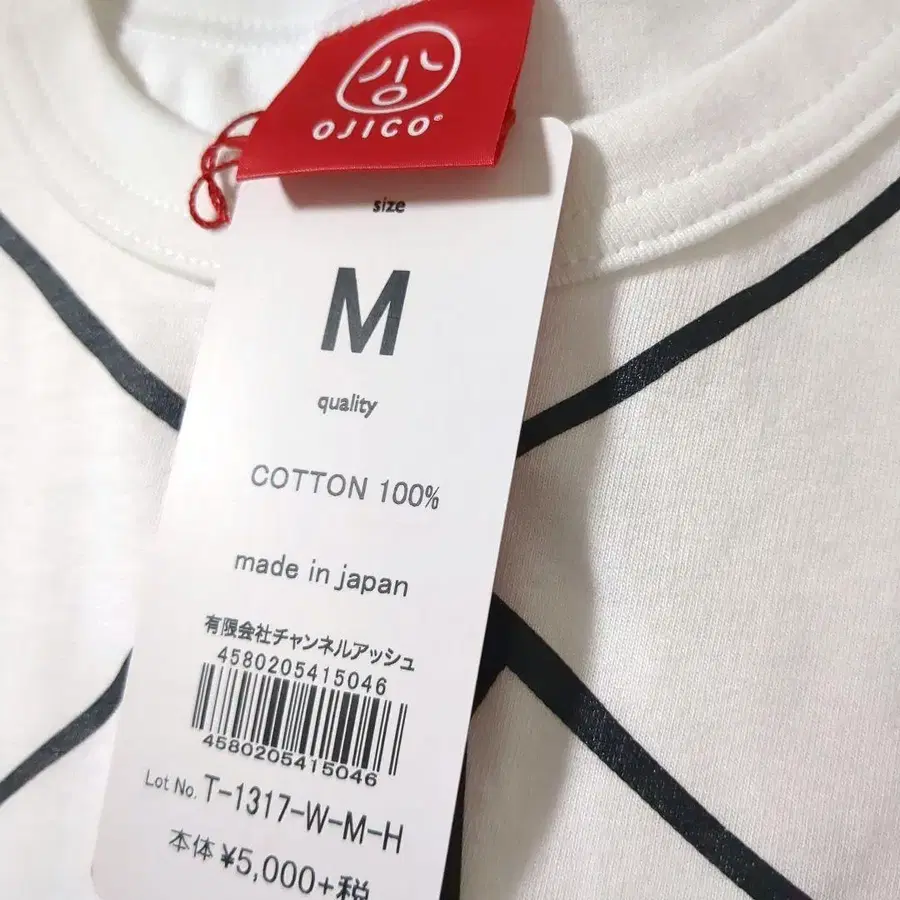 OJICO®
size
M
quality
COTTON 100%
made in japan
有限会社チャンネルアッシュ
4580205415046
4580205415046
Lot No. T-1317-W-M-H
本体 ¥5,000+税